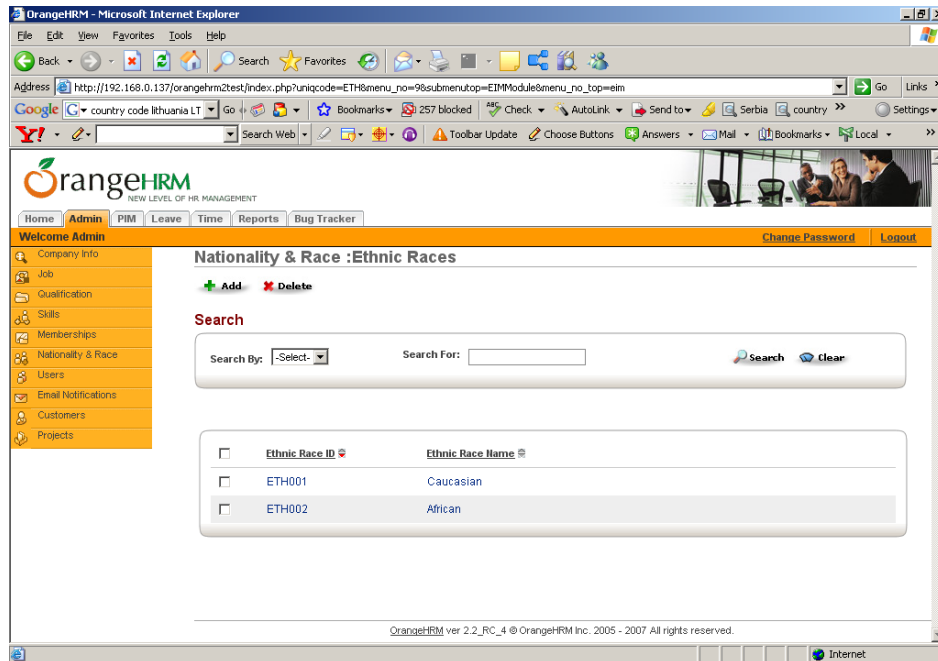 OrangeHRM - Microsoft Internet Explorer
File Edit View Favorites Tools Help
Back Search Favorites
Address http://192.168.0.137/orangehrm2test/index.php?uniqcode=ETH&menu_no=9&submenutop=EIMModule&menu_no_top=eim Go Links
Google G country code lithuania LT Go Bookmarks 257 blocked ABC Check AutoLink Send to Serbia country » Settings
Y! Search Web Toolbar Update Choose Buttons Answers Mail Bookmarks Local »
OrangeHRM
NEW LEVEL OF HR MANAGEMENT
Home Admin PIM Leave Time Reports Bug Tracker
Welcome Admin Change Password Logout
Company Info
Job
Qualification
Skills
Memberships
Nationality & Race
Users
Email Notifications
Customers
Projects
Nationality & Race :Ethnic Races
Add Delete
Search
Search By: -Select- Search For: Search Clear
Ethnic Race ID Ethnic Race Name
ETH001 Caucasian
ETH002 African
OrangeHRM ver 2.2_RC_4 © OrangeHRM Inc. 2005 - 2007 All rights reserved.
Internet